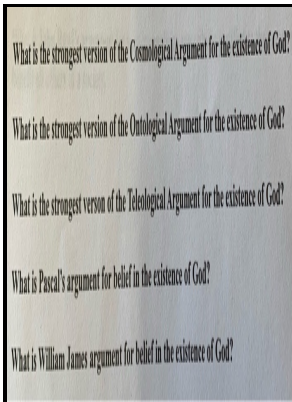 What is the strongest version of the Cosmological Argument for the existence of God?
What is the strongest version of the Ontological Argument for the existence of God?
What is the strongest verson of the Teleological Argument for the existence of God?
What is Pascal's argument for belief in the existence of God?
What is William James argument for belief in the existence of God?